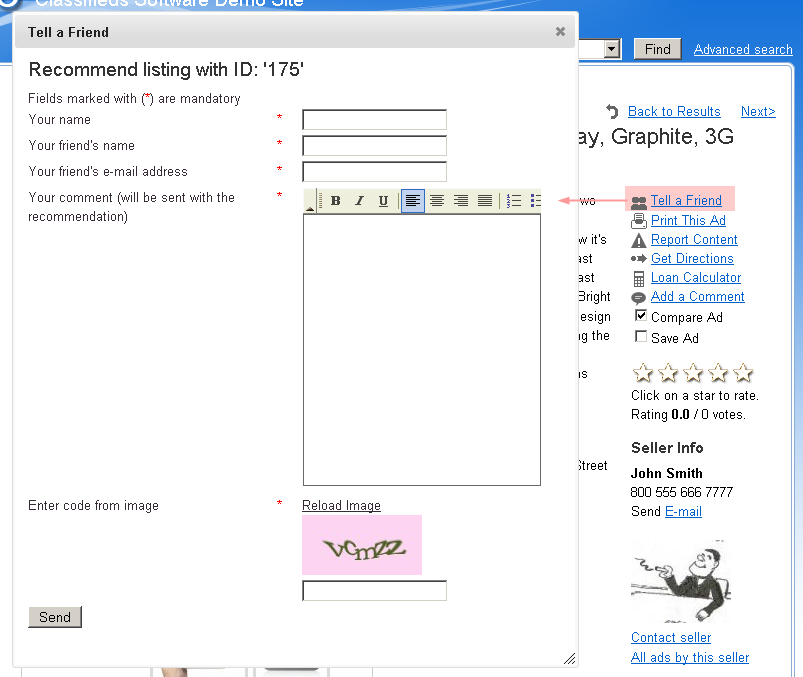 Classifieds Software Demo Site
Tell a Friend
Recommend listing with ID: '175'
Fields marked with (*) are mandatory
Your name *
Your friend's name *
Your friend's e-mail address *
Your comment (will be sent with the
recommendation) *
B I U
Enter code from image *
Reload Image
vcmzz
Send
Find
Advanced search
Back to Results
Next>
ay, Graphite, 3G
Tell a Friend
Print This Ad
Report Content
Get Directions
Loan Calculator
Add a Comment
Compare Ad
Save Ad
w it's
ast
ast
Bright
esign
g the
Street
Click on a star to rate.
Rating 0.0 / 0 votes.
Seller Info
John Smith
800 555 666 7777
Send E-mail
Contact seller
All ads by this seller